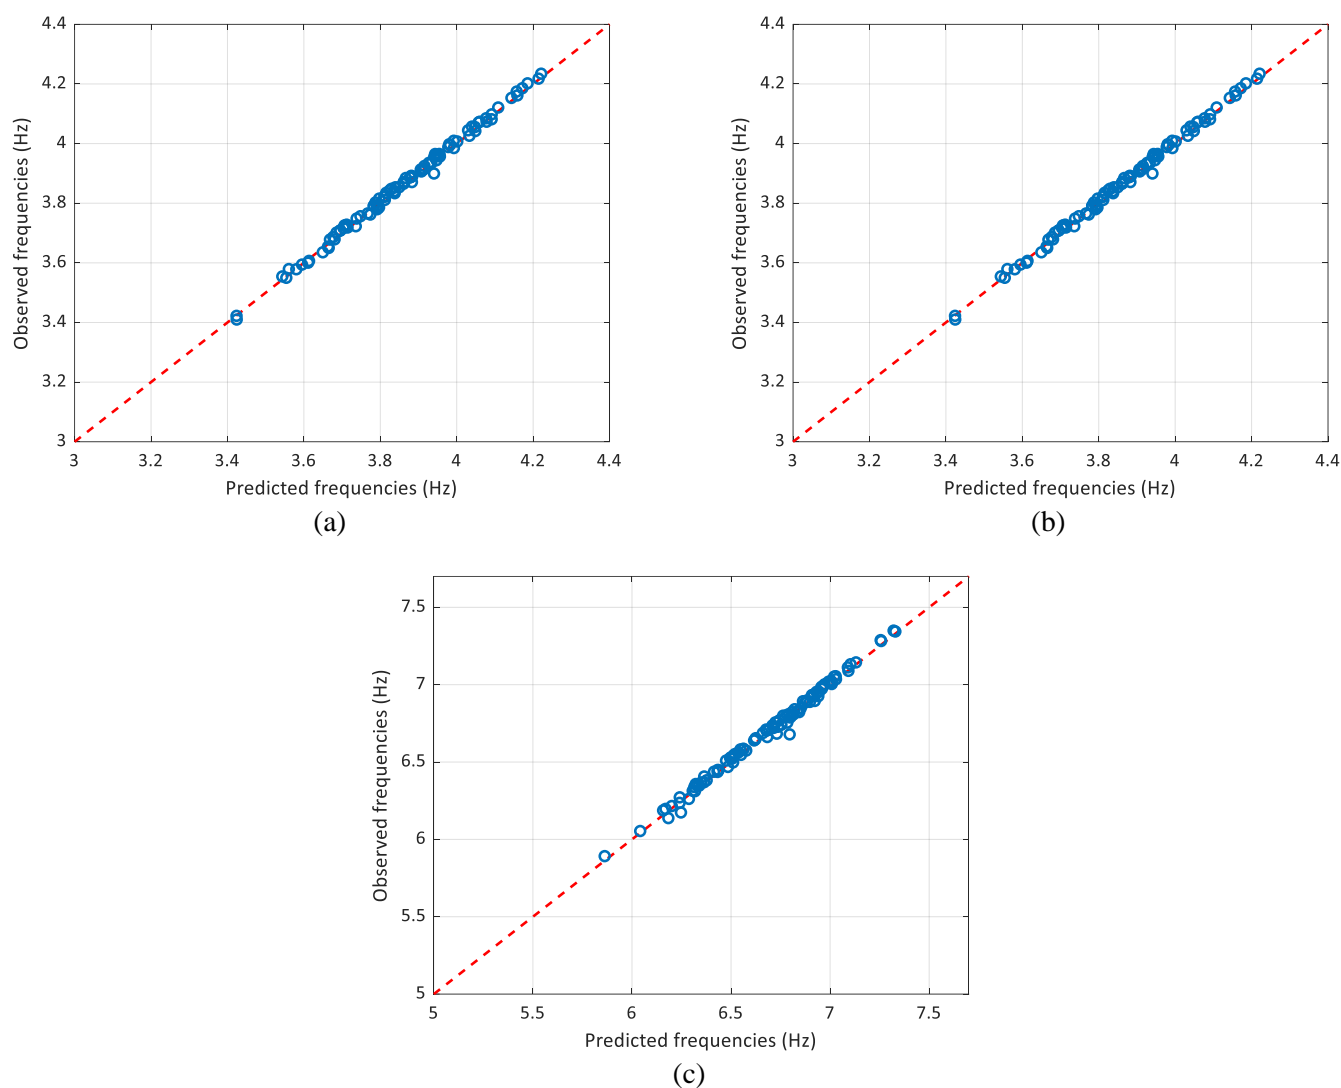 4.4
4.2
4
3.8
3.6
3.4
3.2
3
Observed frequencies (Hz)
3 3.2 3.4 3.6 3.8 4 4.2 4.4
Predicted frequencies (Hz)
(a)
4.4
4.2
4
3.8
3.6
3.4
3.2
3
Observed frequencies (Hz)
3 3.2 3.4 3.6 3.8 4 4.2 4.4
Predicted frequencies (Hz)
(b)
7.5
7
6.5
6
5.5
5
Observed frequencies (Hz)
5 5.5 6 6.5 7 7.5
Predicted frequencies (Hz)
(c)